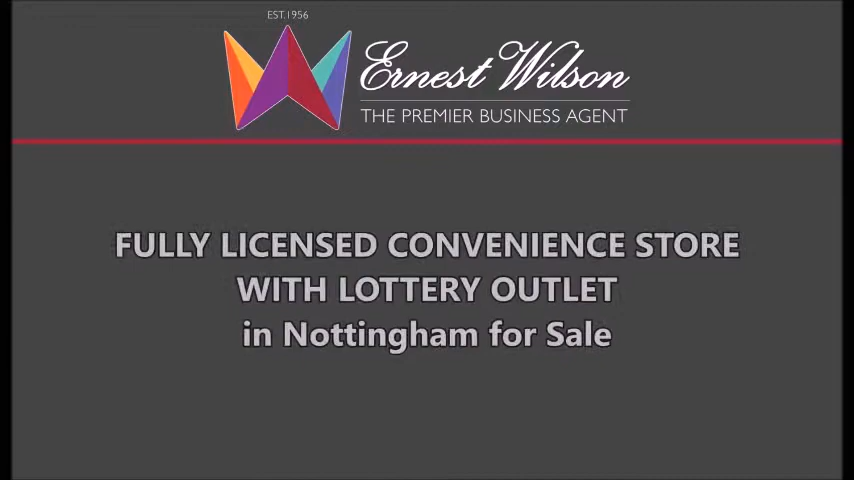 EST.1956
Ernest Wilson
THE PREMIER BUSINESS AGENT
FULLY LICENSED CONVENIENCE STORE
WITH LOTTERY OUTLET
in Nottingham for Sale